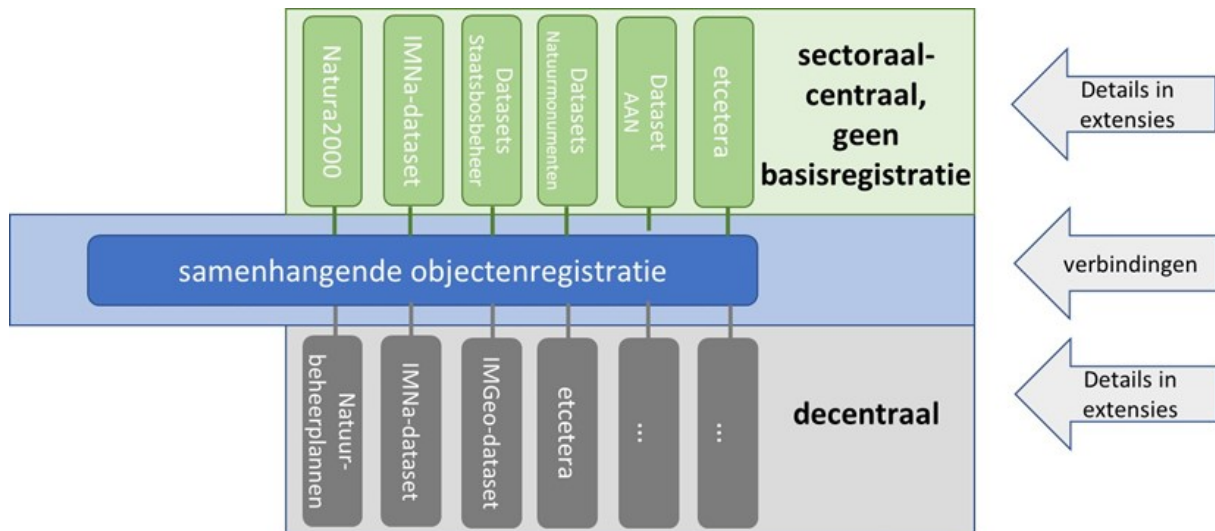 Natura2000
IMNa-dataset
Datasets
Staatsbosbeheer
Datasets
Natuurmonumenten
Dataset
AAN
etcetera
sectoraal-
centraal,
geen
basisregistratie
Details in
extensies
samenhangende objectenregistratie
verbindingen
Natuur-
beheerplannen
IMNa-dataset
IMGeo-dataset
etcetera
...
...
decentraal
Details in
extensies